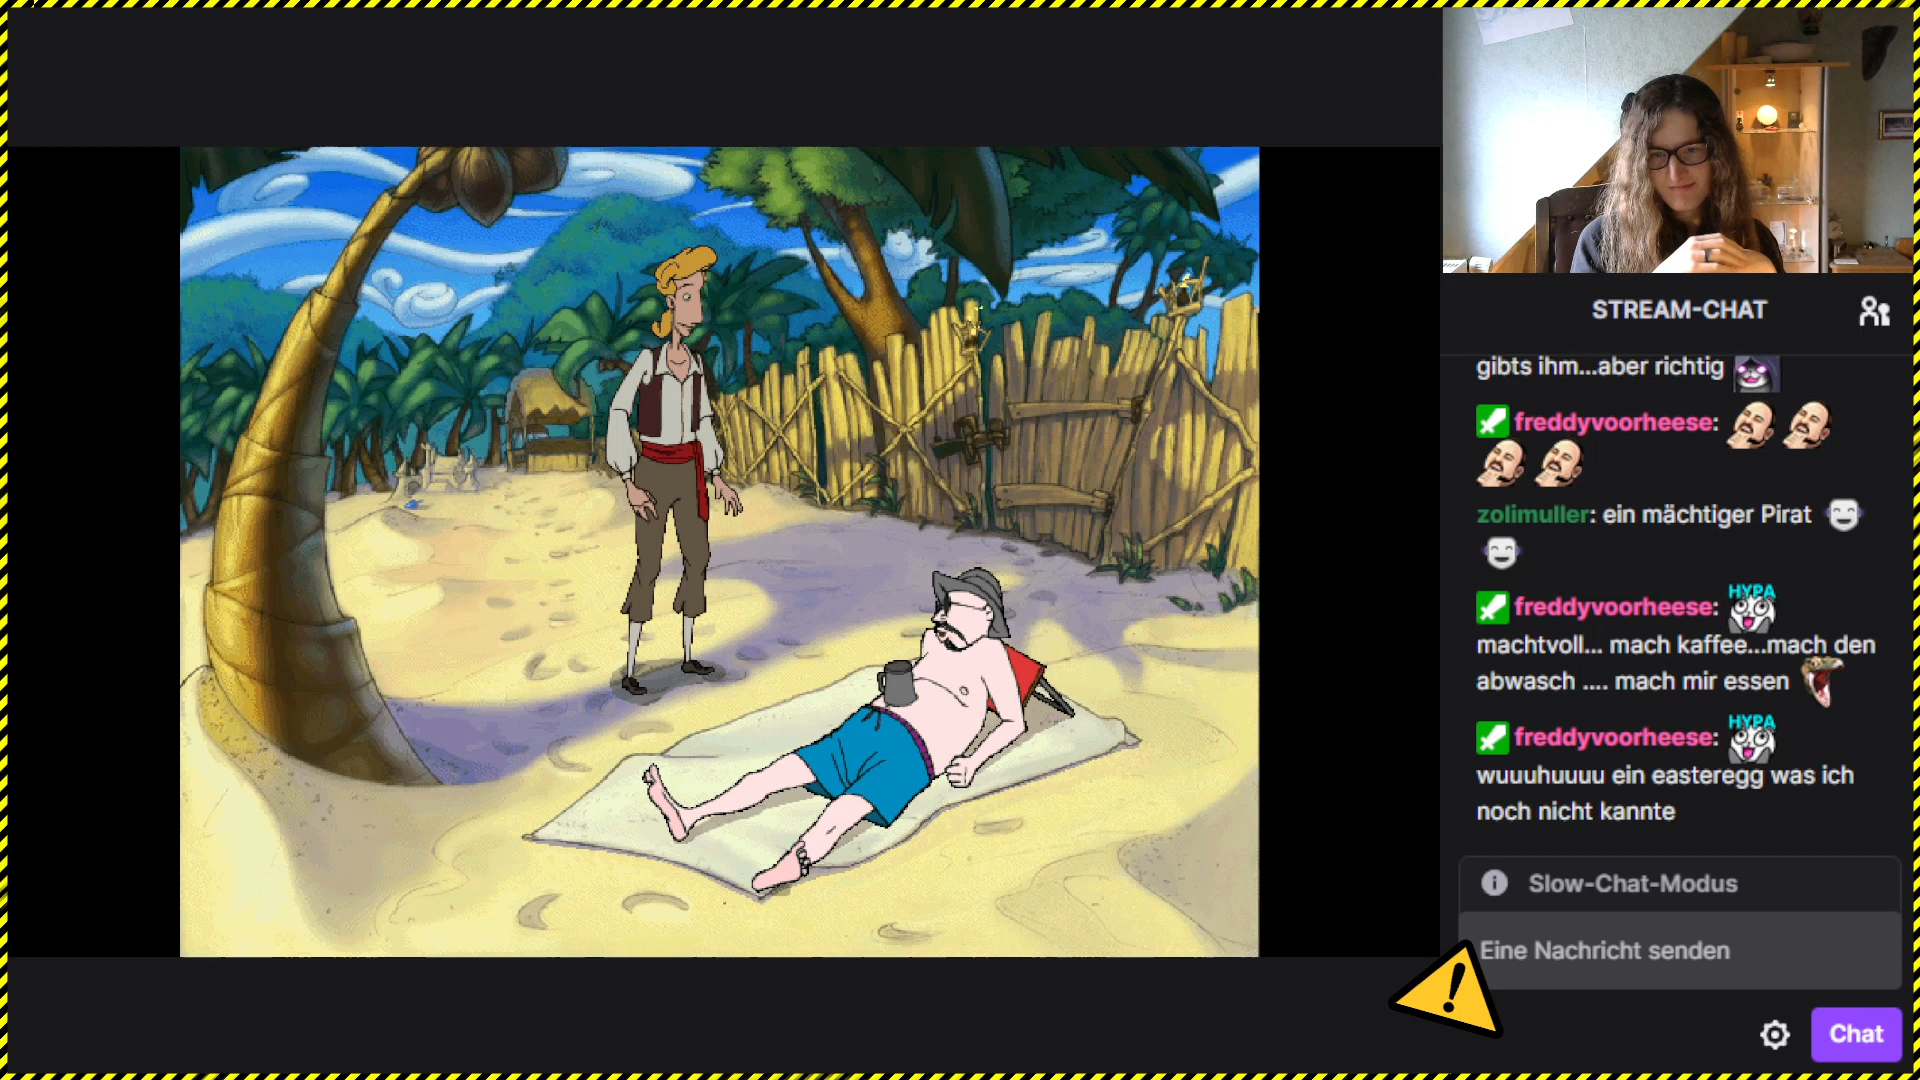 STREAM-CHAT
gibts ihm...aber richtig
freddyvoorheese:
zolimuller: ein mächtiger Pirat
freddyvoorheese: HYPA
machtvoll... mach kaffee...mach den
abwasch .... mach mir essen
freddyvoorheese: HYPA
wuuuhuuuu ein easteregg was ich
noch nicht kannte
Slow-Chat-Modus
Eine Nachricht senden
Chat